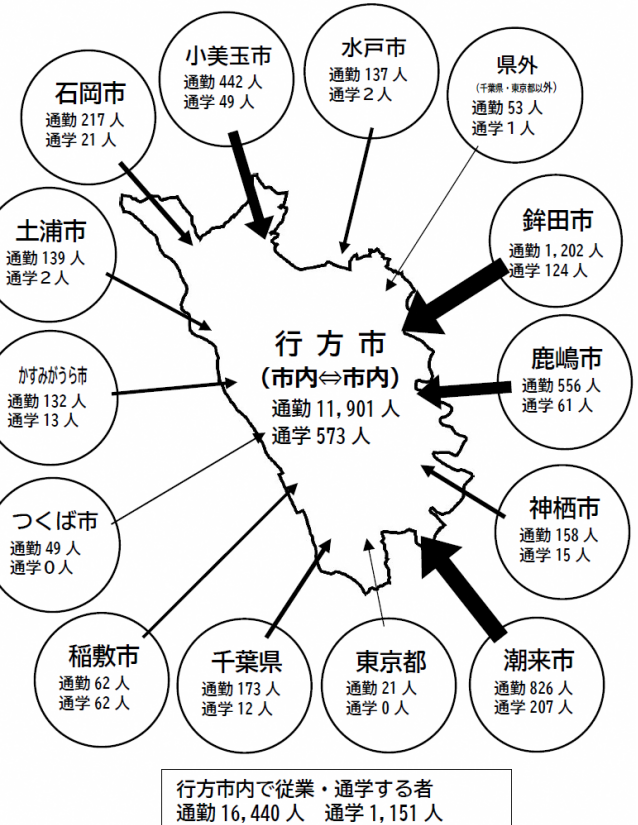 小美玉市
通勤 442 人
通学 49 人
水戸市
通勤 137 人
通学 2 人
県外
(千葉県・東京都以外)
通勤 53 人
通学 1 人
石岡市
通勤 217 人
通学 21 人
鉾田市
通勤 1,202 人
通学 124 人
土浦市
通勤 139 人
通学 2 人
行方市
(市内⇔市内)
通勤 11,901 人
通学 573 人
鹿嶋市
通勤 556 人
通学 61 人
かすみがうら市
通勤 132 人
通学 13 人
神栖市
通勤 158 人
通学 15 人
つくば市
通勤 49 人
通学 0 人
稲敷市
通勤 62 人
通学 62 人
千葉県
通勤 173 人
通学 12 人
東京都
通勤 21 人
通学 0 人
潮来市
通勤 826 人
通学 207 人
行方市内で従業・通学する者
通勤 16,440 人 通学 1,151 人